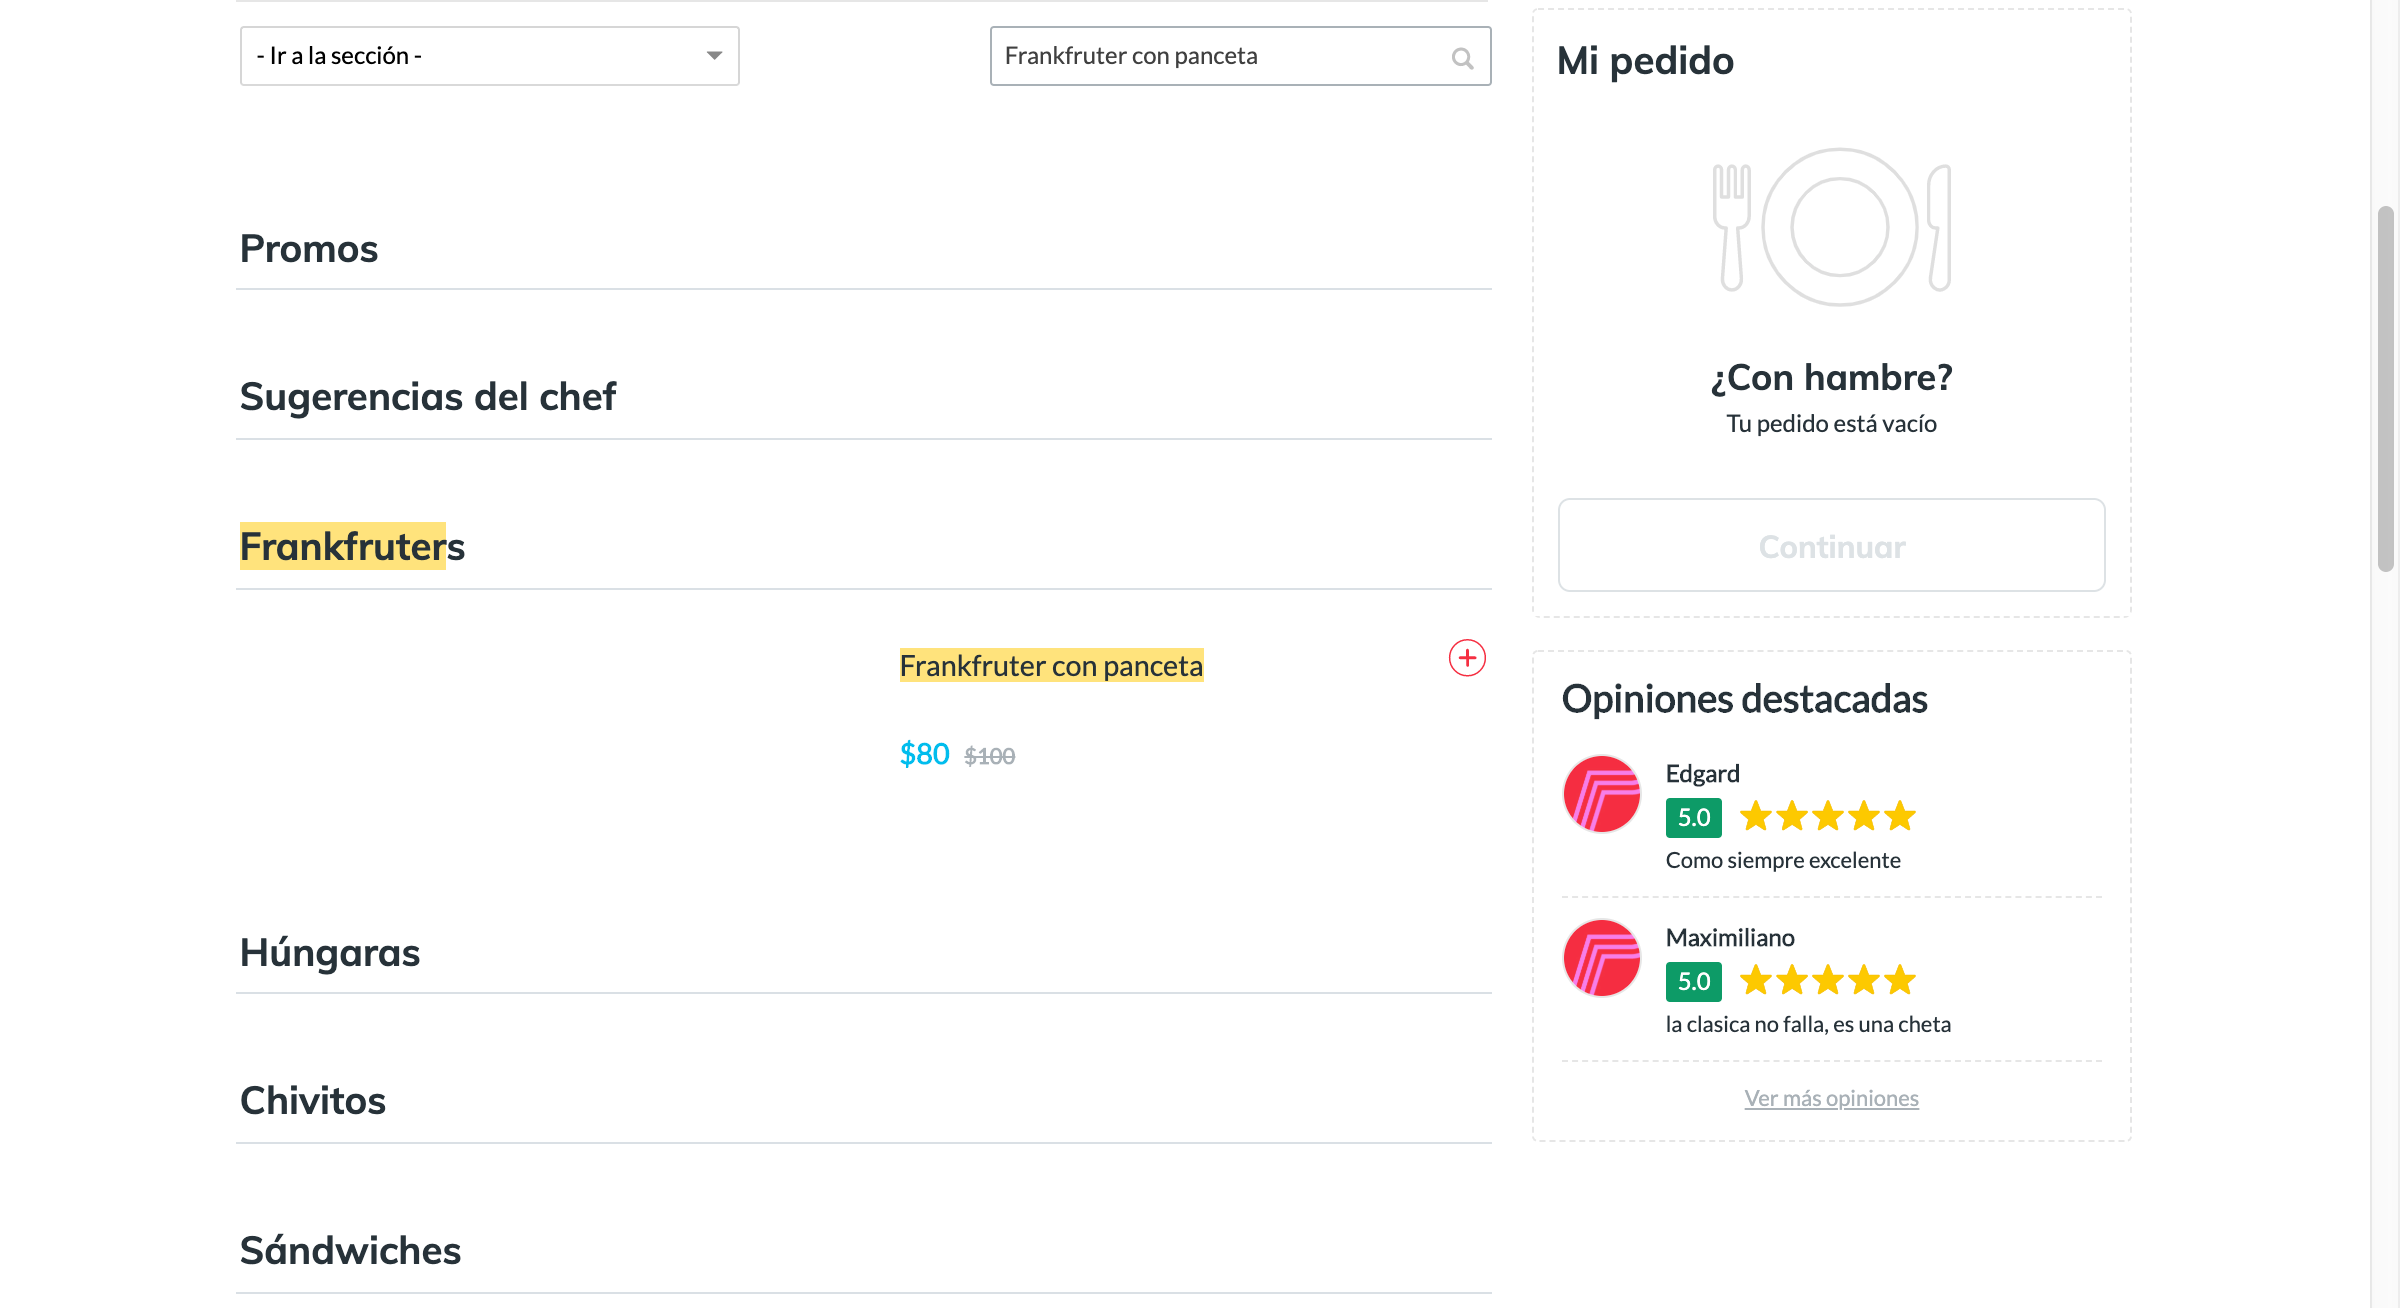 - Ir a la sección -
Frankfruter con panceta
Promos
Sugerencias del chef
Frankfruters
Frankfruter con panceta
$80 $100
Húngaras
Chivitos
Sándwiches
Mi pedido
¿Con hambre?
Tu pedido está vacío
Continuar
Opiniones destacadas
Edgard
5.0
Como siempre excelente
Maximiliano
5.0
la clasica no falla, es una cheta
Ver más opiniones